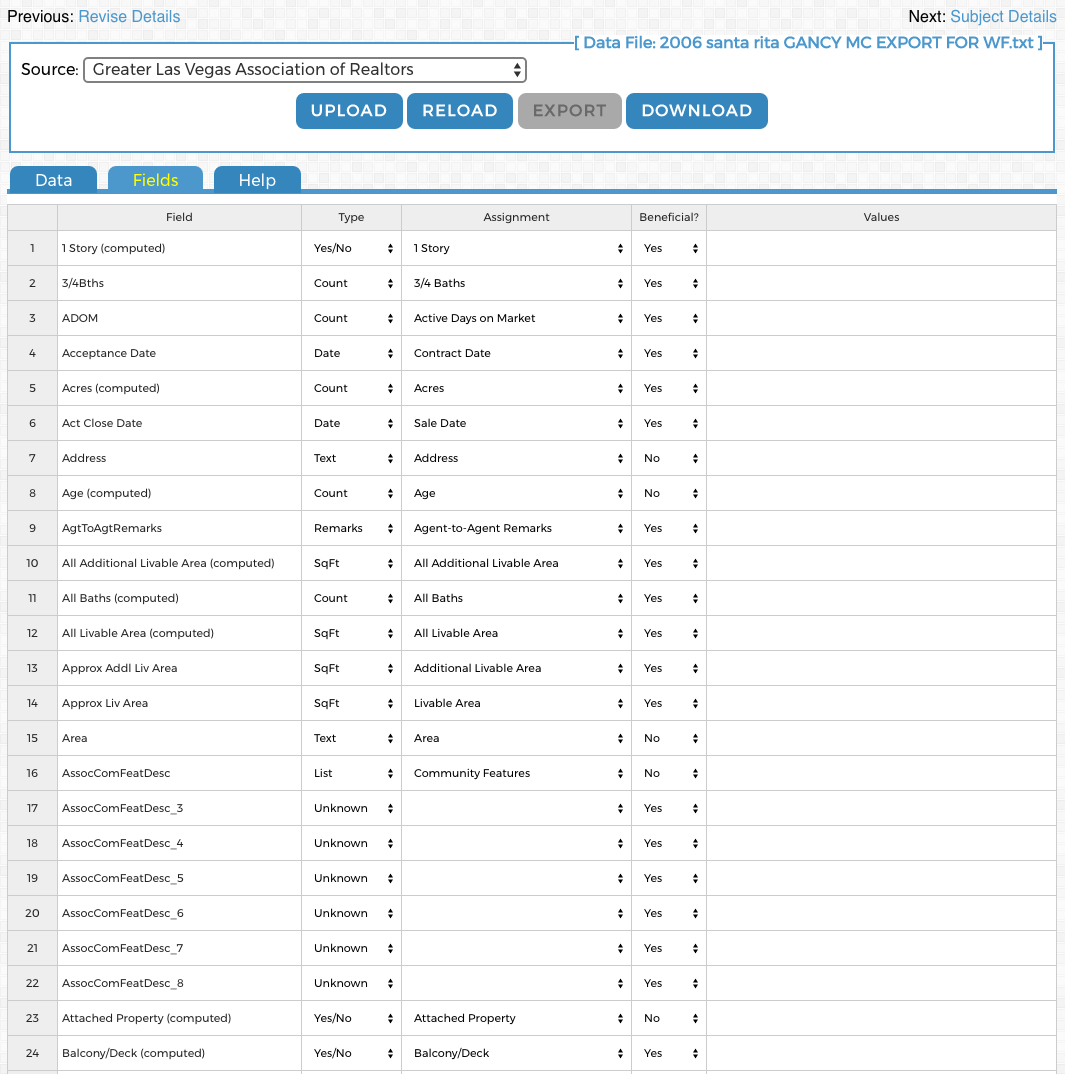 Previous: Revise Details Next: Subject Details
[ Data File: 2006 santa rita GANCY MC EXPORT FOR WF.txt ]
Source: Greater Las Vegas Association of Realtors
UPLOAD RELOAD EXPORT DOWNLOAD
Data Fields Help
Field Type Assignment Beneficial? Values
1 1 Story (computed) Yes/No 1 Story Yes
2 3/4Bths Count 3/4 Baths Yes
3 ADOM Count Active Days on Market Yes
4 Acceptance Date Date Contract Date Yes
5 Acres (computed) Count Acres Yes
6 Act Close Date Date Sale Date Yes
7 Address Text Address No
8 Age (computed) Count Age No
9 AgtToAgtRemarks Remarks Agent-to-Agent Remarks Yes
10 All Additional Livable Area (computed) SqFt All Additional Livable Area Yes
11 All Baths (computed) Count All Baths Yes
12 All Livable Area (computed) SqFt All Livable Area Yes
13 Approx Addl Liv Area SqFt Additional Livable Area Yes
14 Approx Liv Area SqFt Livable Area Yes
15 Area Text Area No
16 AssocComFeatDesc List Community Features No
17 AssocComFeatDesc_3 Unknown Yes
18 AssocComFeatDesc_4 Unknown Yes
19 AssocComFeatDesc_5 Unknown Yes
20 AssocComFeatDesc_6 Unknown Yes
21 AssocComFeatDesc_7 Unknown Yes
22 AssocComFeatDesc_8 Unknown Yes
23 Attached Property (computed) Yes/No Attached Property No
24 Balcony/Deck (computed) Yes/No Balcony/Deck Yes